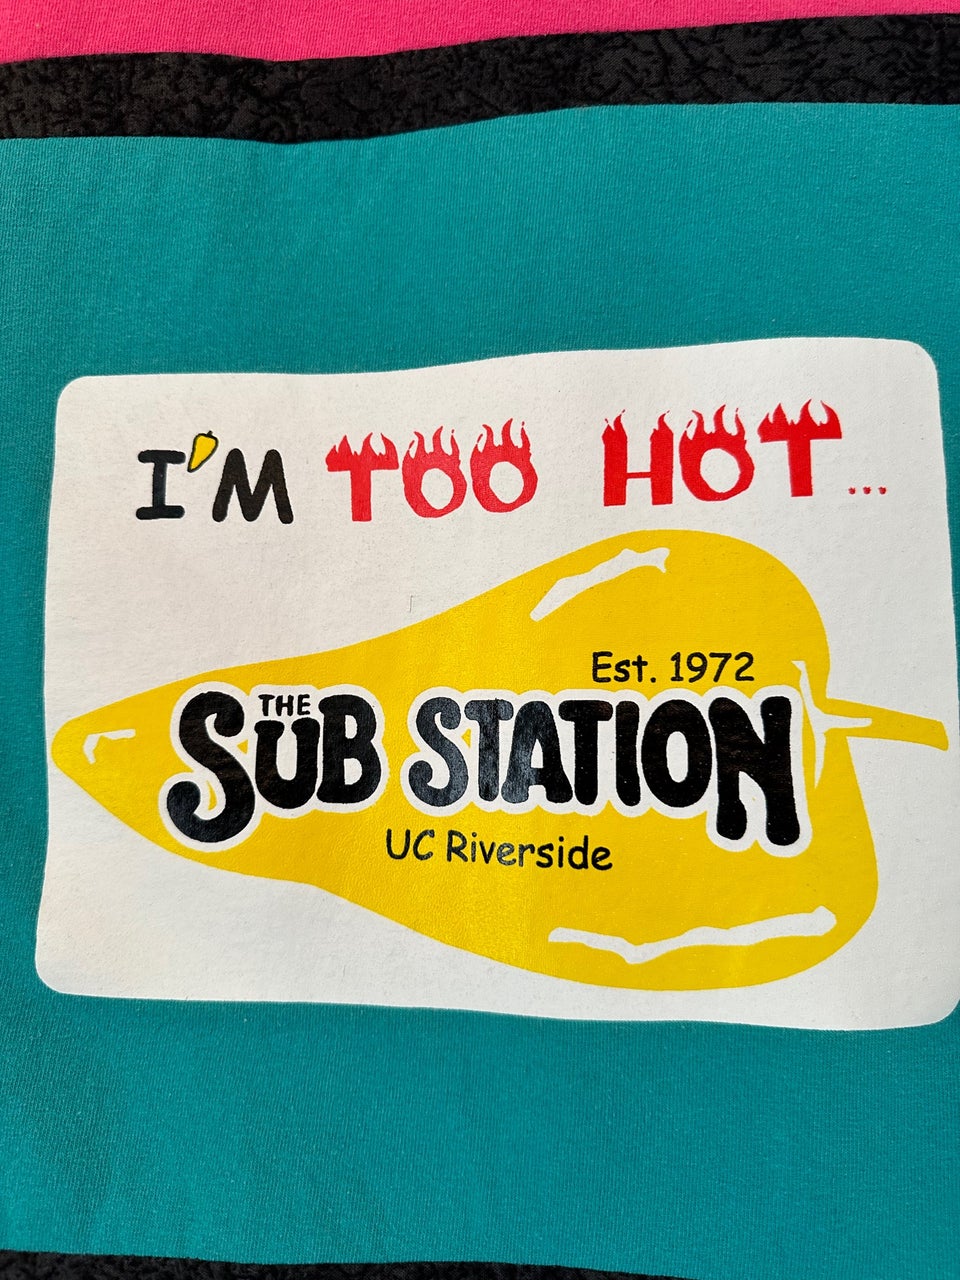 I'M TOO HOT...
Est. 1972
THE SUB STATION
UC Riverside